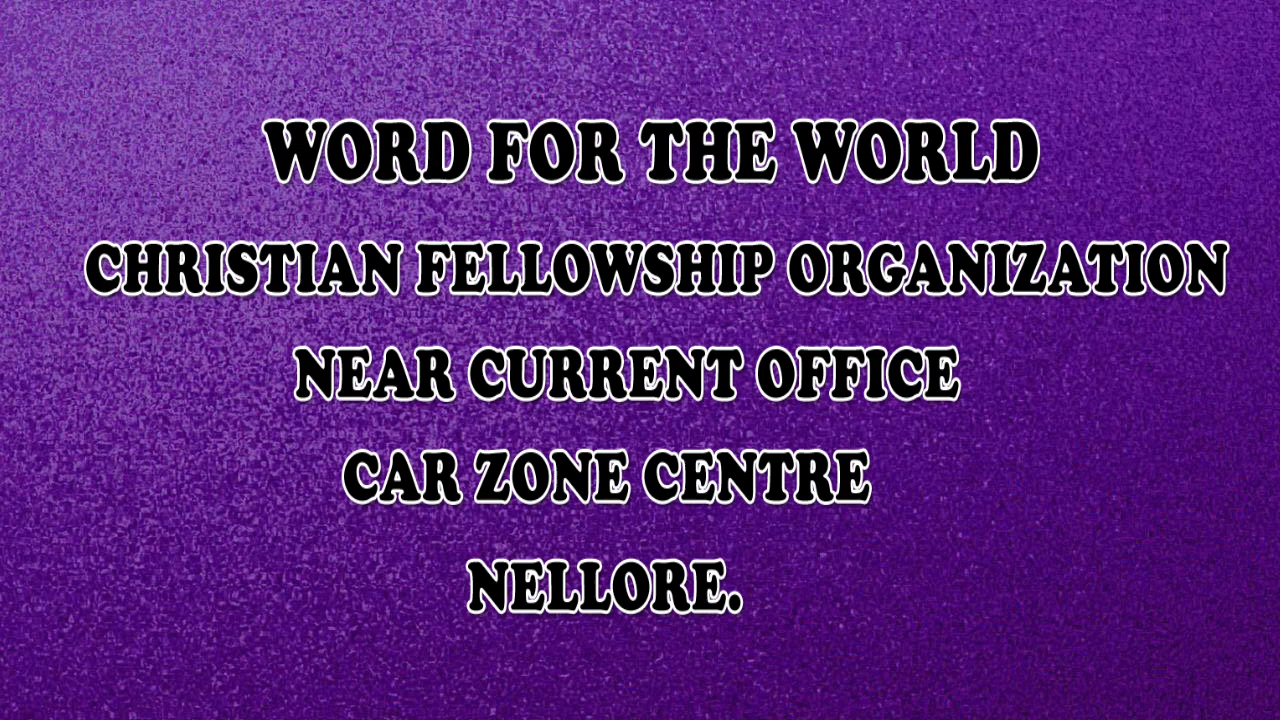 WORD FOR THE WORLD
CHRISTIAN FELLOWSHIP ORGANIZATION
NEAR CURRENT OFFICE
CAR ZONE CENTRE
NELLORE.